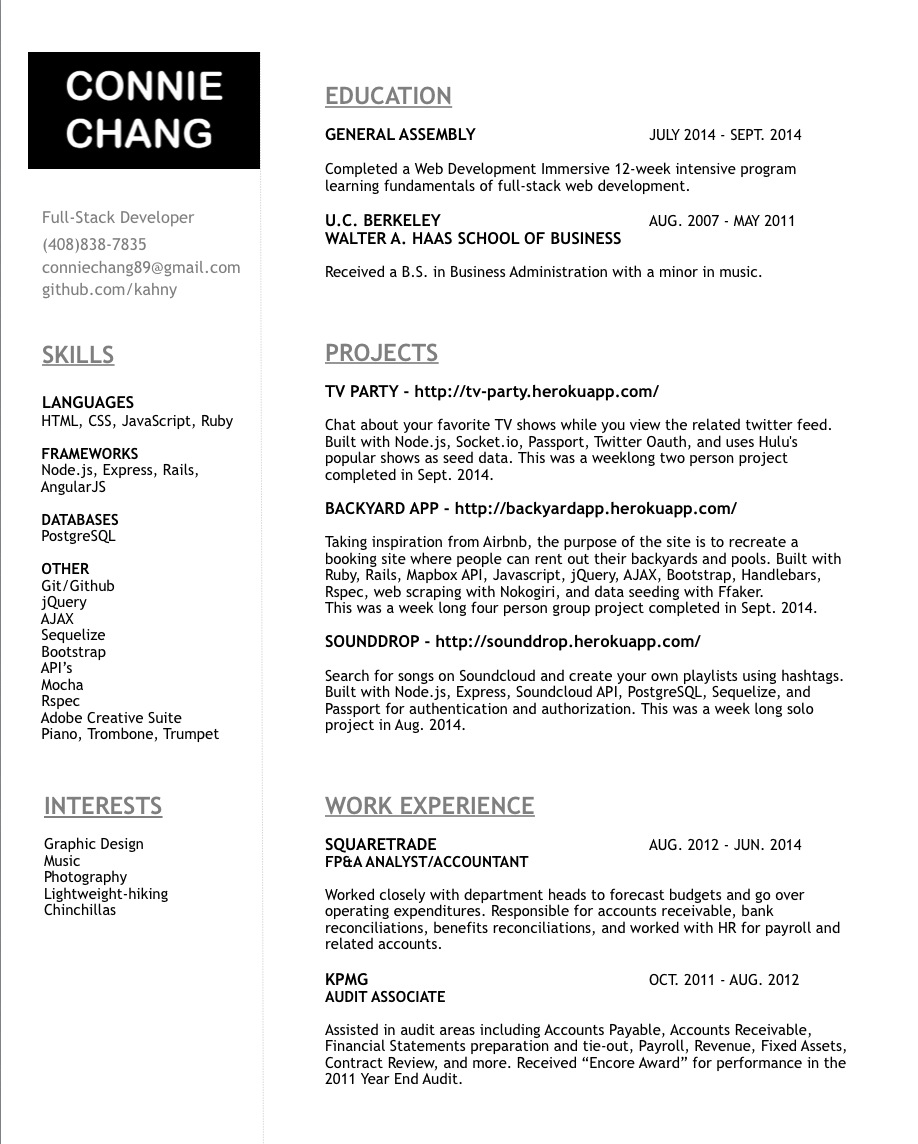 CONNIE
CHANG
Full-Stack Developer
(408)838-7835
conniechang89@gmail.com
github.com/kahny
SKILLS
LANGUAGES
HTML, CSS, JavaScript, Ruby
FRAMEWORKS
Node.js, Express, Rails,
AngularJS
DATABASES
PostgreSQL
OTHER
Git/Github
jQuery
AJAX
Sequelize
Bootstrap
API’s
Mocha
Rspec
Adobe Creative Suite
Piano, Trombone, Trumpet
INTERESTS
Graphic Design
Music
Photography
Lightweight-hiking
Chinchillas
EDUCATION
GENERAL ASSEMBLY JULY 2014 - SEPT. 2014
Completed a Web Development Immersive 12-week intensive program
learning fundamentals of full-stack web development.
U.C. BERKELEY AUG. 2007 - MAY 2011
WALTER A. HAAS SCHOOL OF BUSINESS
Received a B.S. in Business Administration with a minor in music.
PROJECTS
TV PARTY - http://tv-party.herokuapp.com/
Chat about your favorite TV shows while you view the related twitter feed.
Built with Node.js, Socket.io, Passport, Twitter Oauth, and uses Hulu's
popular shows as seed data. This was a weeklong two person project
completed in Sept. 2014.
BACKYARD APP - http://backyardapp.herokuapp.com/
Taking inspiration from Airbnb, the purpose of the site is to recreate a
booking site where people can rent out their backyards and pools. Built with
Ruby, Rails, Mapbox API, Javascript, jQuery, AJAX, Bootstrap, Handlebars,
Rspec, web scraping with Nokogiri, and data seeding with Ffaker.
This was a week long four person group project completed in Sept. 2014.
SOUNDDROP - http://sounddrop.herokuapp.com/
Search for songs on Soundcloud and create your own playlists using hashtags.
Built with Node.js, Express, Soundcloud API, PostgreSQL, Sequelize, and
Passport for authentication and authorization. This was a week long solo
project in Aug. 2014.
WORK EXPERIENCE
SQUARETRADE AUG. 2012 - JUN. 2014
FP&A ANALYST/ACCOUNTANT
Worked closely with department heads to forecast budgets and go over
operating expenditures. Responsible for accounts receivable, bank
reconciliations, benefits reconciliations, and worked with HR for payroll and
related accounts.
KPMG OCT. 2011 - AUG. 2012
AUDIT ASSOCIATE
Assisted in audit areas including Accounts Payable, Accounts Receivable,
Financial Statements preparation and tie-out, Payroll, Revenue, Fixed Assets,
Contract Review, and more. Received “Encore Award” for performance in the
2011 Year End Audit.